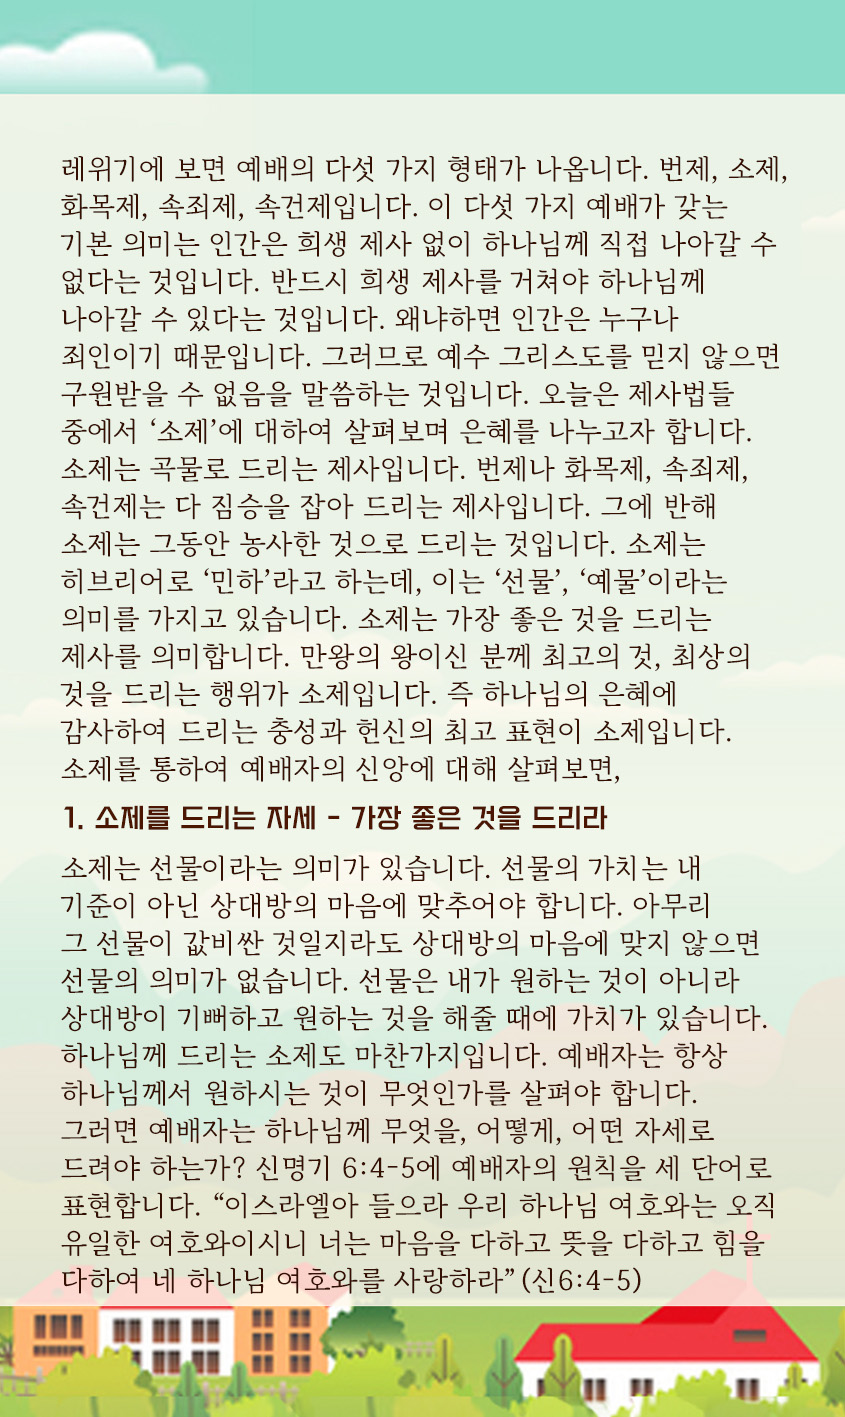 레위기에 보면 예배의 다섯 가지 형태가 나옵니다. 번제, 소제,
화목제, 속죄제, 속건제입니다. 이 다섯 가지 예배가 갖는
기본 의미는 인간은 희생 제사 없이 하나님께 직접 나아갈 수
없다는 것입니다. 반드시 희생 제사를 거쳐야 하나님께
나아갈 수 있다는 것입니다. 왜냐하면 인간은 누구나
죄인이기 때문입니다. 그러므로 예수 그리스도를 믿지 않으면
구원받을 수 없음을 말씀하는 것입니다. 오늘은 제사법들
중에서 ‘소제’에 대하여 살펴보며 은혜를 나누고자 합니다.
소제는 곡물로 드리는 제사입니다. 번제나 화목제, 속죄제,
속건제는 다 짐승을 잡아 드리는 제사입니다. 그에 반해
소제는 그동안 농사한 것으로 드리는 것입니다. 소제는
히브리어로 ‘민하’라고 하는데, 이는 ‘선물’, ‘예물’이라는
의미를 가지고 있습니다. 소제는 가장 좋은 것을 드리는
제사를 의미합니다. 만왕의 왕이신 분께 최고의 것, 최상의
것을 드리는 행위가 소제입니다. 즉 하나님의 은혜에
감사하여 드리는 충성과 헌신의 최고 표현이 소제입니다.
소제를 통하여 예배자의 신앙에 대해 살펴보면,
1. 소제를 드리는 자세 - 가장 좋은 것을 드리라
소제는 선물이라는 의미가 있습니다. 선물의 가치는 내
기준이 아닌 상대방의 마음에 맞추어야 합니다. 아무리
그 선물이 값비싼 것일지라도 상대방의 마음에 맞지 않으면
선물의 의미가 없습니다. 선물은 내가 원하는 것이 아니라
상대방이 기뻐하고 원하는 것을 해줄 때에 가치가 있습니다.
하나님께 드리는 소제도 마찬가지입니다. 예배자는 항상
하나님께서 원하시는 것이 무엇인가를 살펴야 합니다.
그러면 예배자는 하나님께 무엇을, 어떻게, 어떤 자세로
드려야 하는가? 신명기 6:4-5에 예배자의 원칙을 세 단어로
표현합니다. “이스라엘아 들으라 우리 하나님 여호와는 오직
유일한 여호와이시니 너는 마음을 다하고 뜻을 다하고 힘을
다하여 네 하나님 여호와를 사랑하라” (신6:4-5)